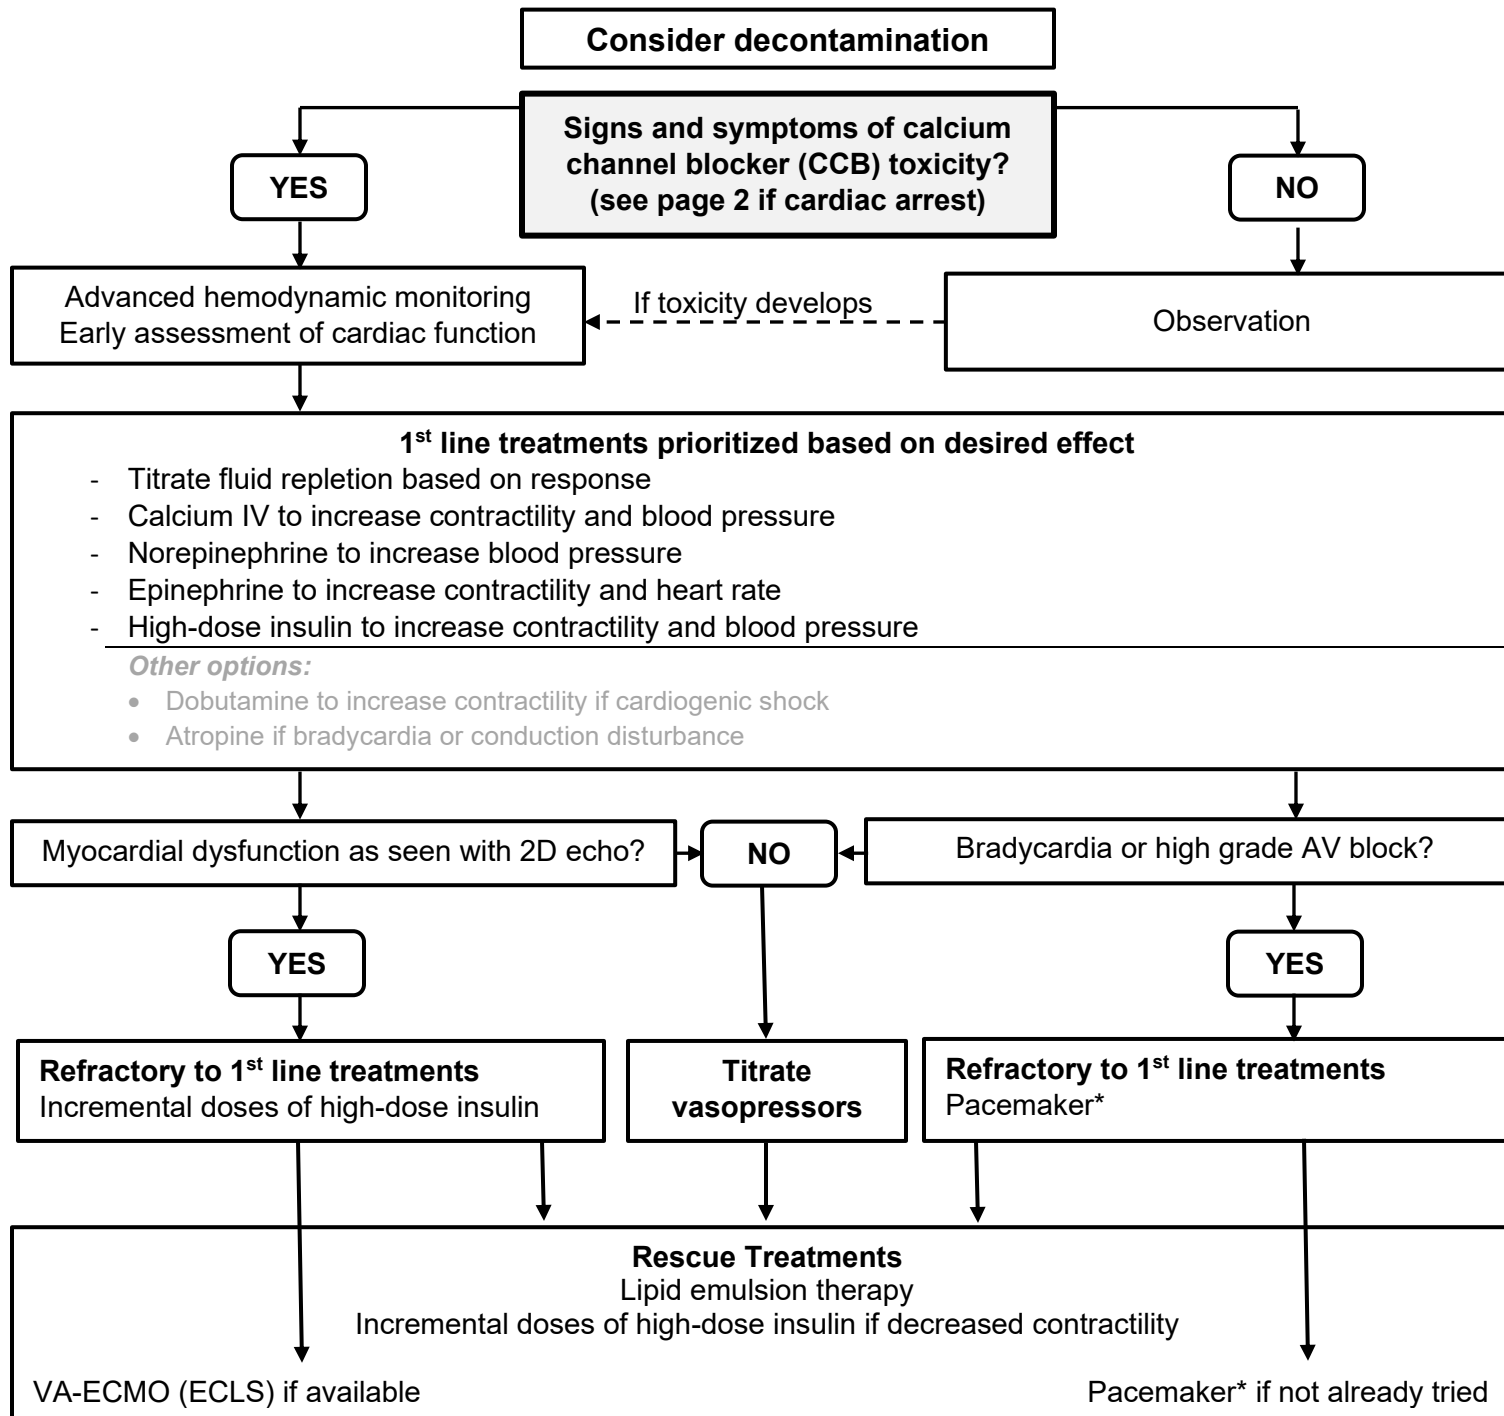 Consider decontamination
Signs and symptoms of calcium
channel blocker (CCB) toxicity?
(see page 2 if cardiac arrest)
YES
NO
Advanced hemodynamic monitoring
Early assessment of cardiac function
If toxicity develops
Observation
1st line treatments prioritized based on desired effect
- Titrate fluid repletion based on response
- Calcium IV to increase contractility and blood pressure
- Norepinephrine to increase blood pressure
- Epinephrine to increase contractility and heart rate
- High-dose insulin to increase contractility and blood pressure
Other options:
• Dobutamine to increase contractility if cardiogenic shock
• Atropine if bradycardia or conduction disturbance
Myocardial dysfunction as seen with 2D echo?
NO
Bradycardia or high grade AV block?
YES
YES
Refractory to 1st line treatments
Incremental doses of high-dose insulin
Titrate
vasopressors
Refractory to 1st line treatments
Pacemaker*
Rescue Treatments
Lipid emulsion therapy
Incremental doses of high-dose insulin if decreased contractility
VA-ECMO (ECLS) if available
Pacemaker* if not already tried